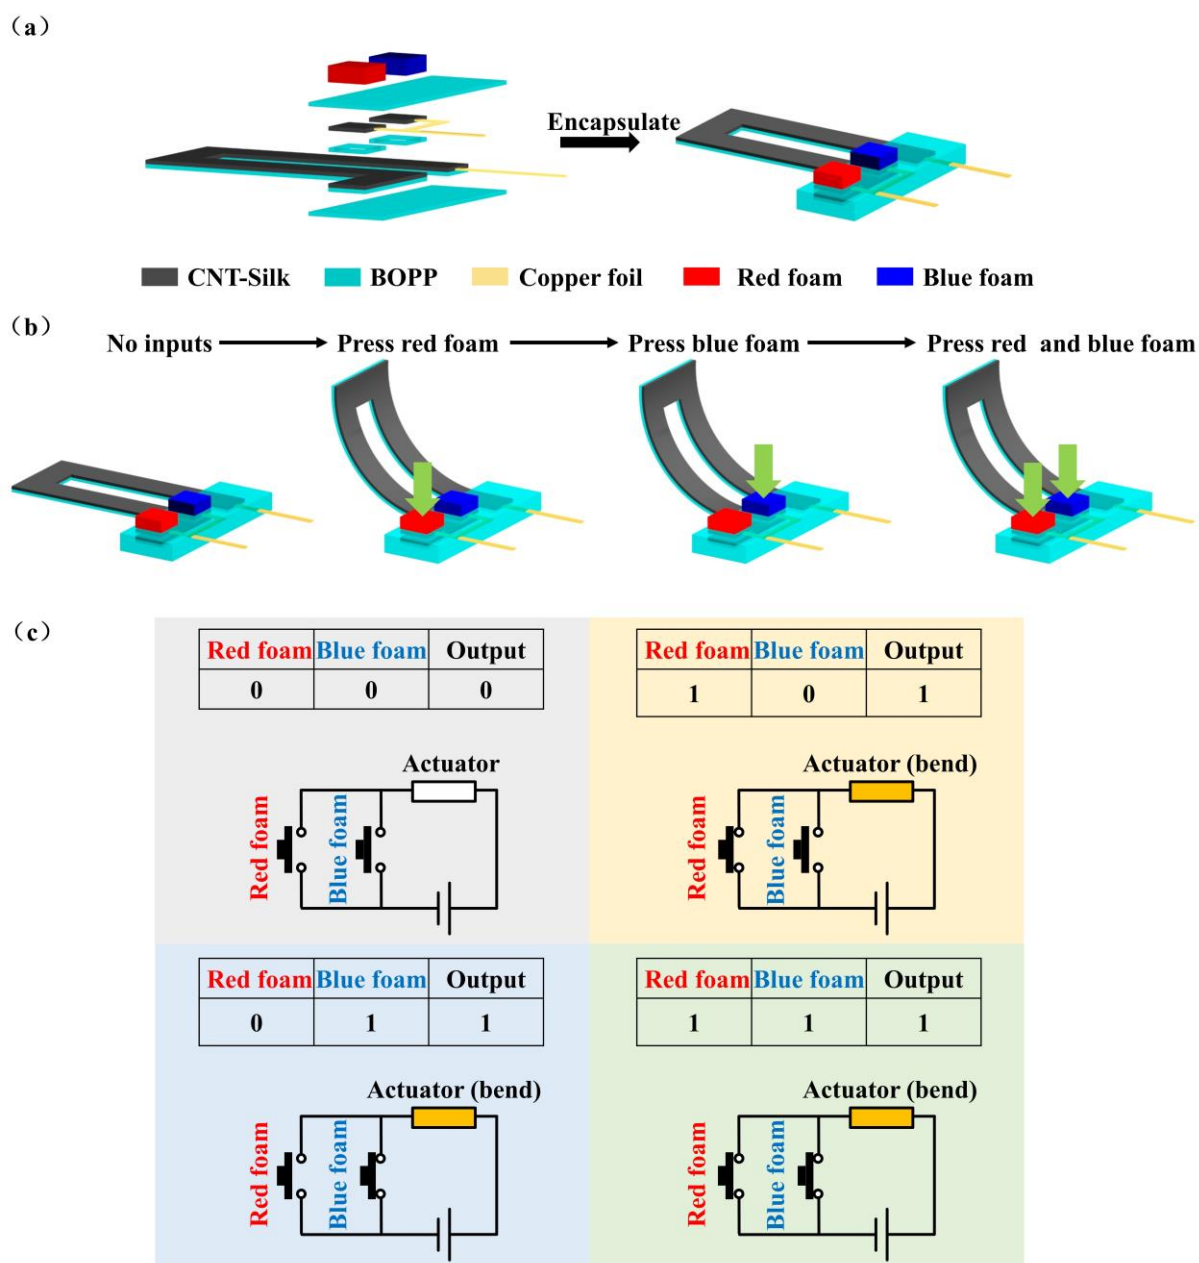 （a）
Encapsulate
CNT-Silk BOPP Copper foil Red foam Blue foam
（b）
No inputs Press red foam Press blue foam Press red and blue foam
（c）
Red foam Blue foam Output
0 0 0
Actuator
Red foam
Blue foam
Red foam Blue foam Output
1 0 1
Actuator (bend)
Red foam
Blue foam
Red foam Blue foam Output
0 1 1
Actuator (bend)
Red foam
Blue foam
Red foam Blue foam Output
1 1 1
Actuator (bend)
Red foam
Blue foam